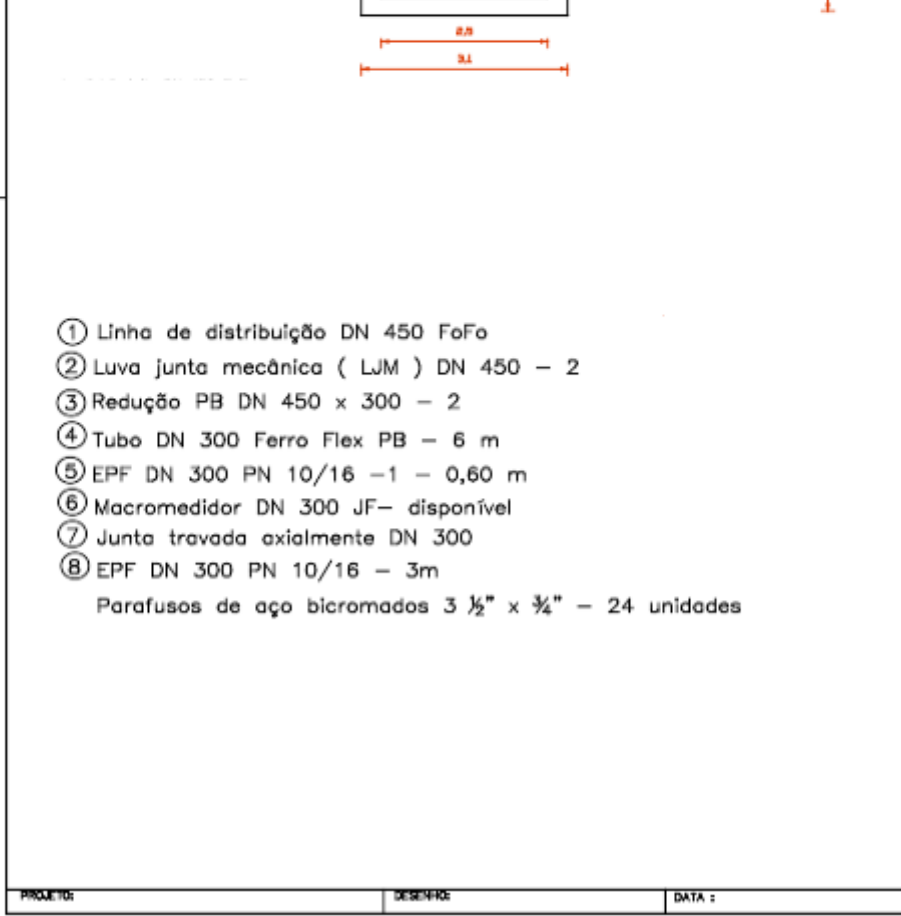 3,1
① Linha de distribuição DN 450 FoFo
② Luva junta mecânica ( LJM ) DN 450 – 2
③ Redução PB DN 450 x 300 – 2
④ Tubo DN 300 Ferro Flex PB – 6 m
⑤ EPF DN 300 PN 10/16 –1 – 0,60 m
⑥ Macromedidor DN 300 JF– disponível
⑦ Junta travada axialmente DN 300
⑧ EPF DN 300 PN 10/16 – 3m
Parafusos de aço bicromados 3 ½" x ¾" – 24 unidades
PROJETO: DESENHO: DATA :